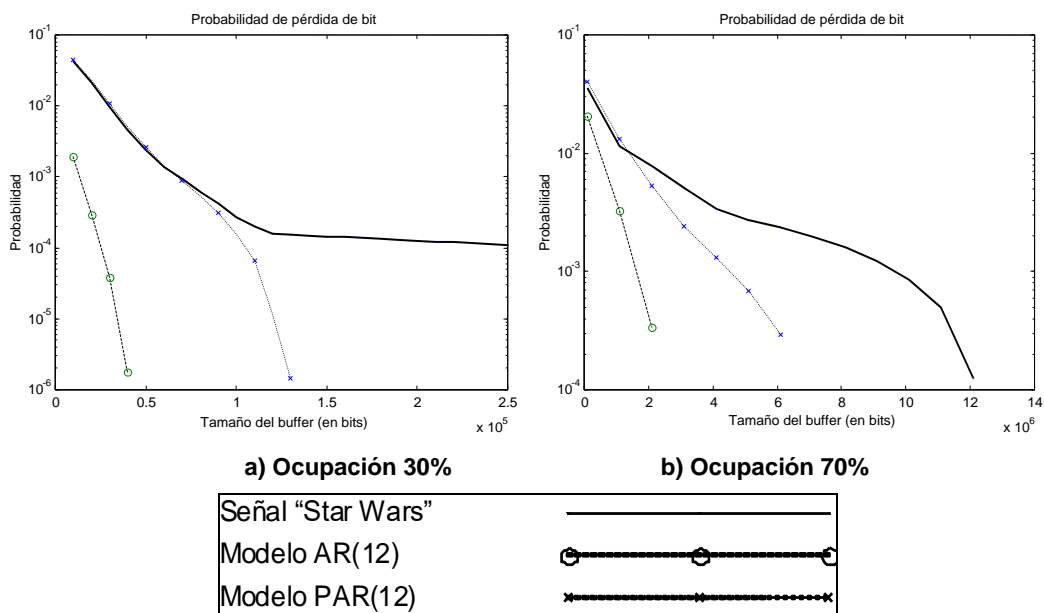 Probabilidad de pérdida de bit
Probabilidad
10^-1
10^-2
10^-3
10^-4
10^-5
10^-6
0 0.5 1 1.5 2 2.5
Tamaño del buffer (en bits)
x 10^5
a) Ocupación 30%
Probabilidad de pérdida de bit
Probabilidad
10^-1
10^-2
10^-3
10^-4
0 2 4 6 8 10 12 14
Tamaño del buffer (en bits)
x 10^6
b) Ocupación 70%
Señal “Star Wars”
Modelo AR(12)
Modelo PAR(12)